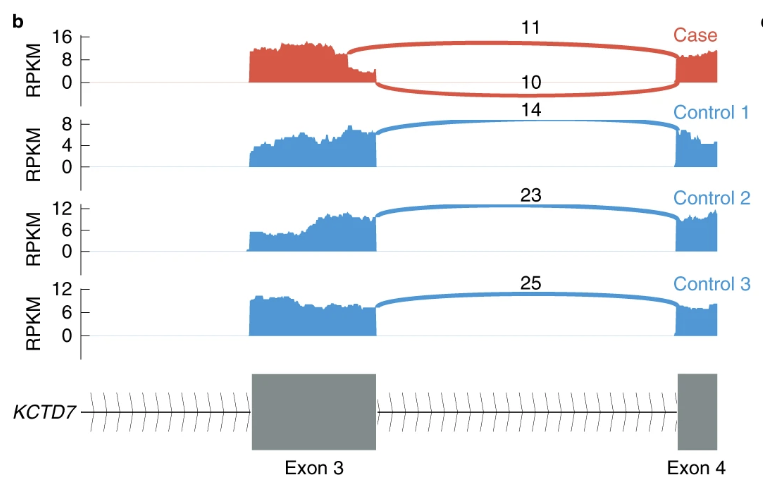 b
16
8
0
RPKM
11
10
Case
8
4
0
RPKM
14
Control 1
12
6
0
RPKM
23
Control 2
12
6
0
RPKM
25
Control 3
KCTD7
Exon 3
Exon 4